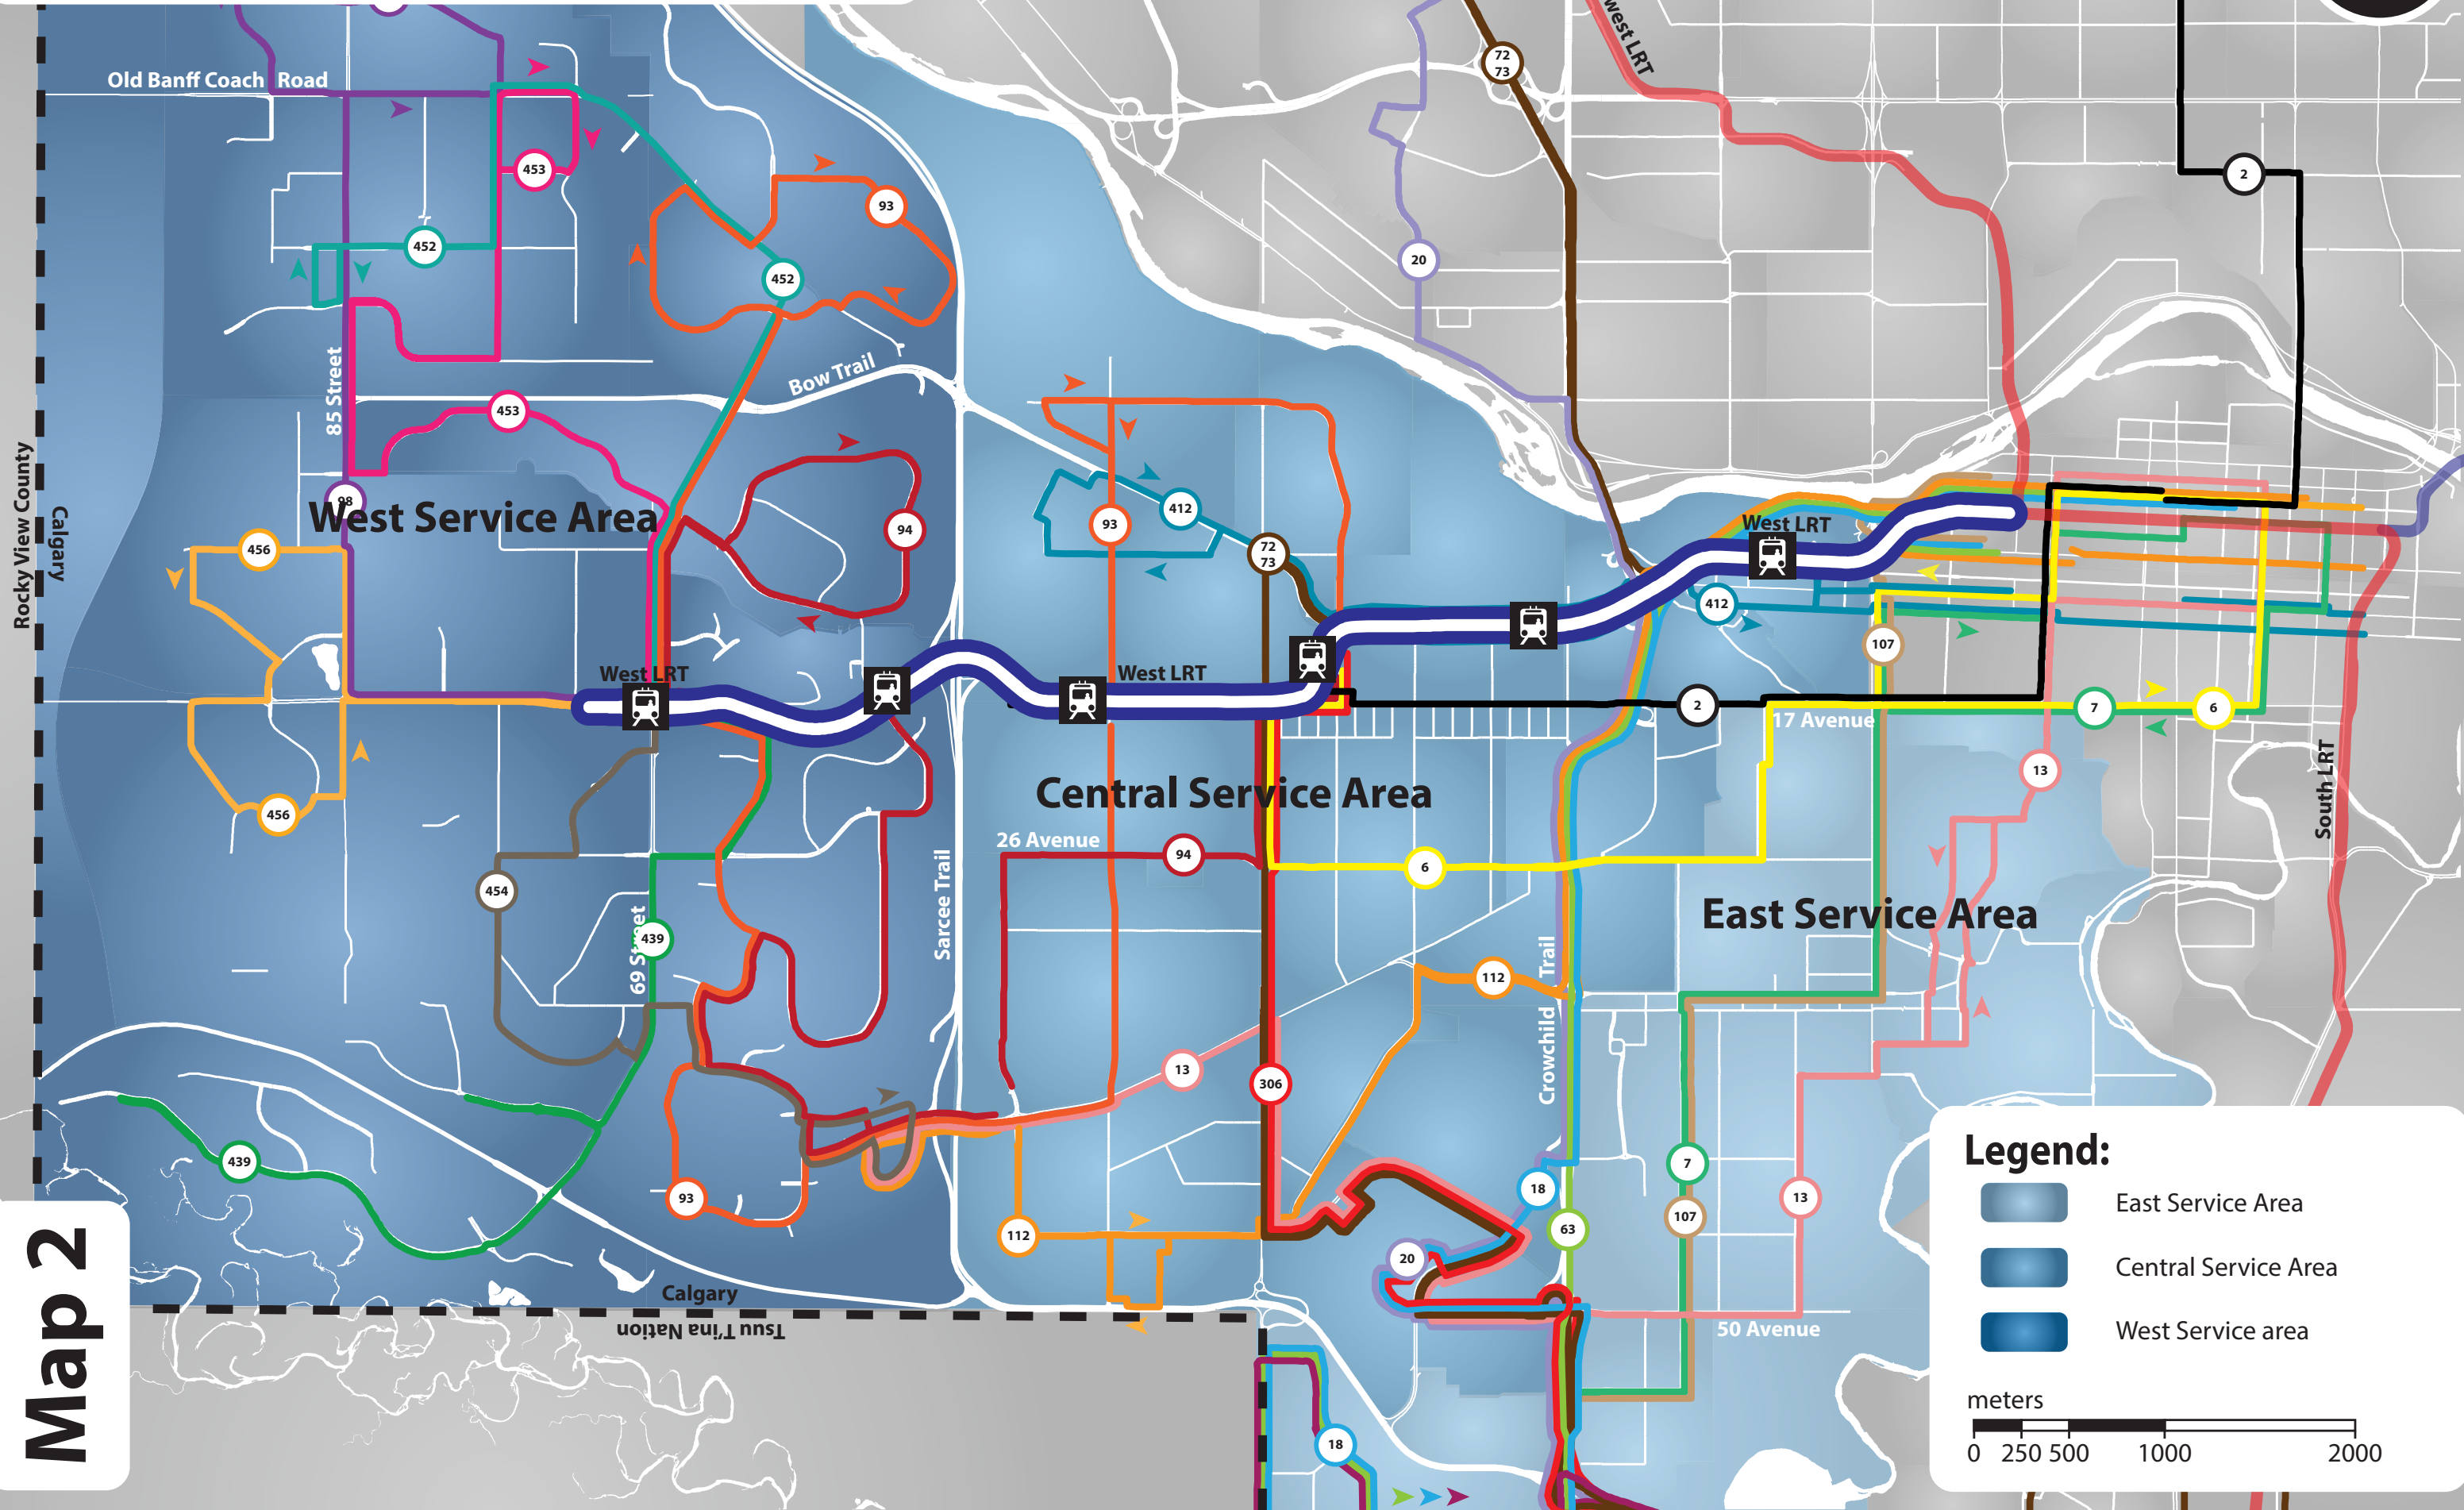 west LRT
72
73
Old Banff Coach Road
453
2
93
452
20
452
Bow Trail
85 Street
453
Rocky View County
Calgary
98
West Service Area
94
412
93
72
73
456
West LRT
412
107
West LRT
West LRT
2
17 Avenue
7
6
13
South LRT
Central Service Area
456
26 Avenue
94
6
454
69 Street
439
Sarcee Trail
East Service Area
112
Crowchild Trail
13
306
439
93
112
18
63
20
7
107
13
Calgary
Tsuu T'ina Nation
50 Avenue
18
Map 2
Legend:
East Service Area
Central Service Area
West Service area
meters
0 250 500 1000 2000